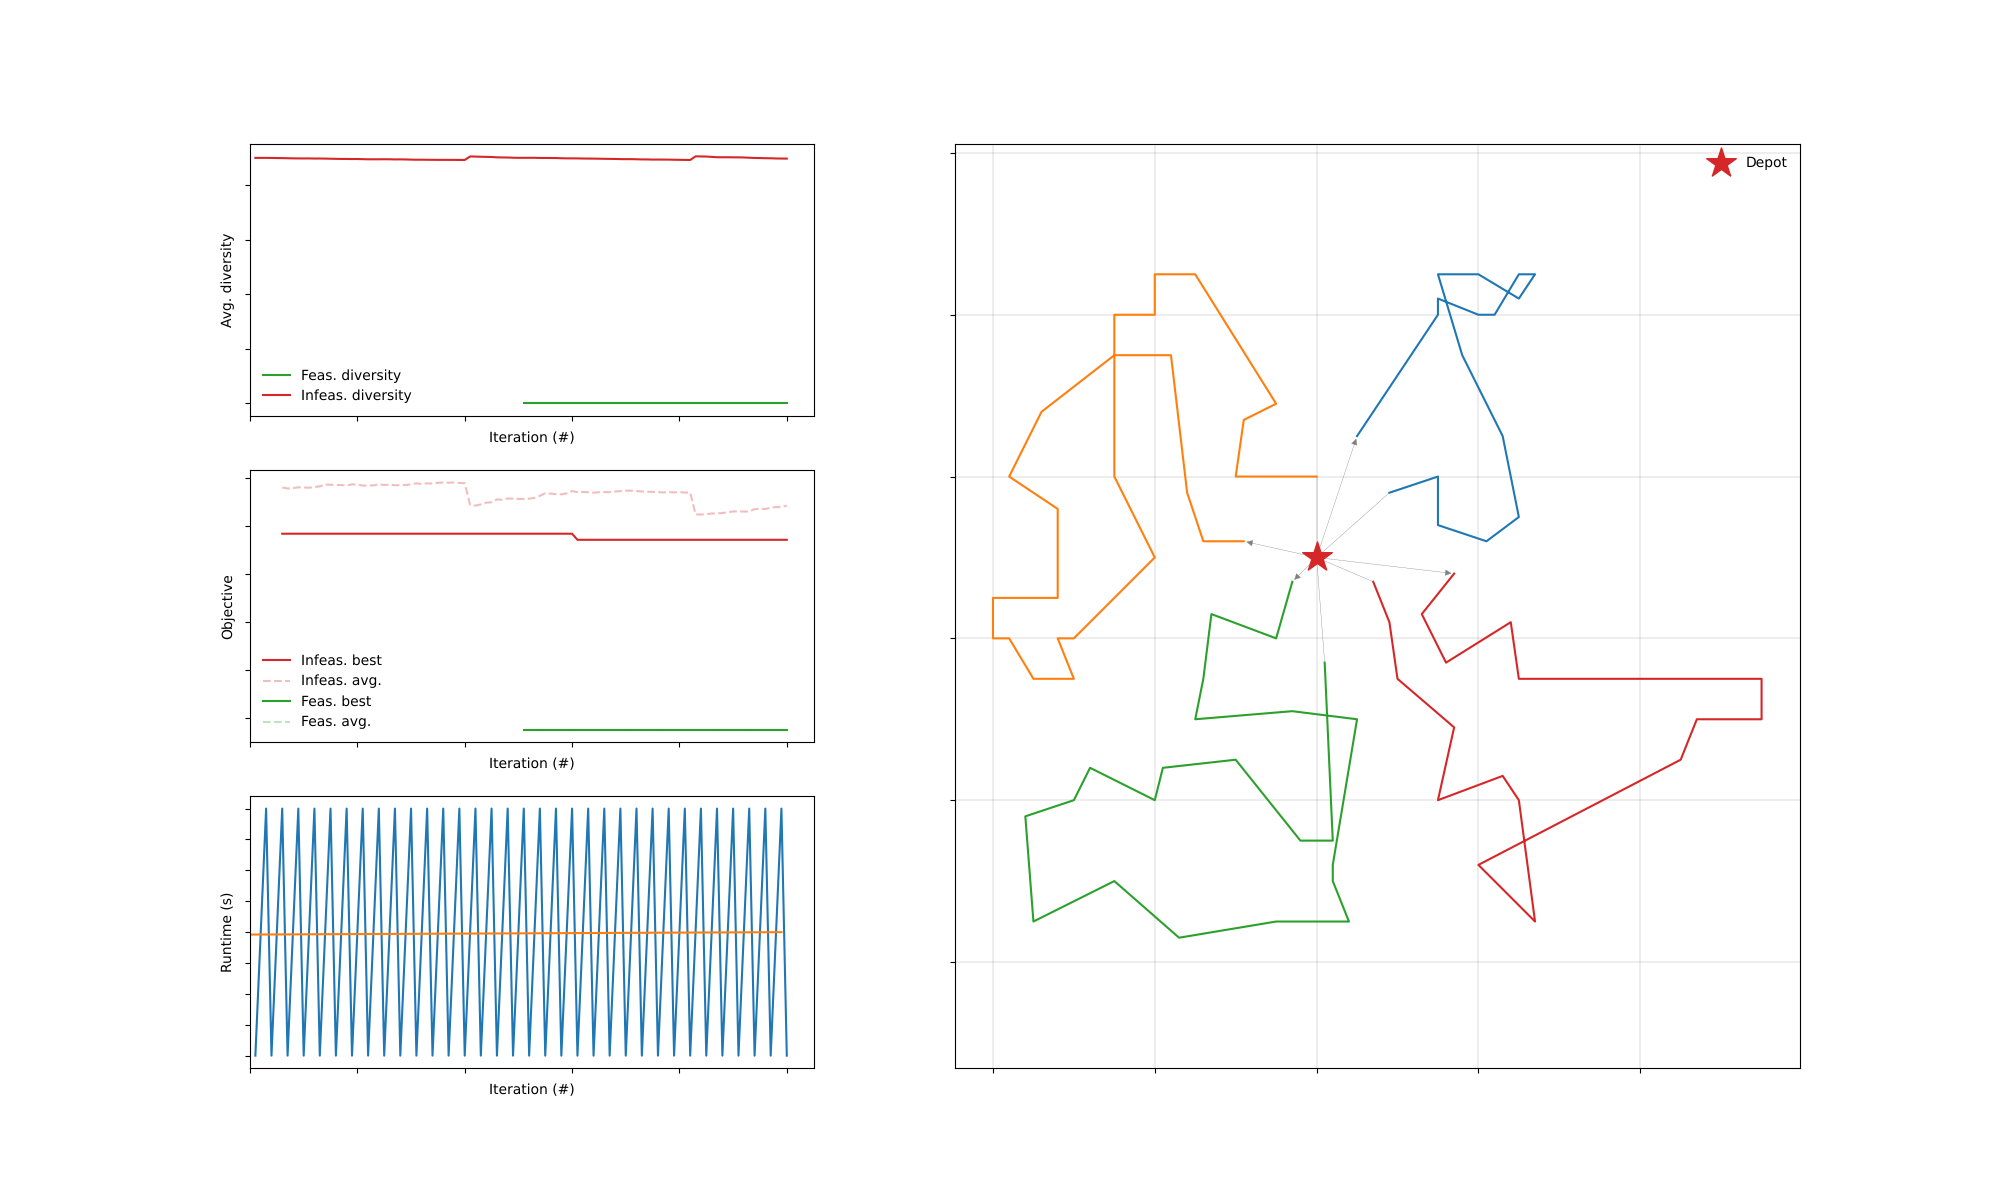 Avg. diversity
Feas. diversity
Infeas. diversity
Iteration (#)
Objective
Infeas. best
Infeas. avg.
Feas. best
Feas. avg.
Iteration (#)
Runtime (s)
Iteration (#)
Depot